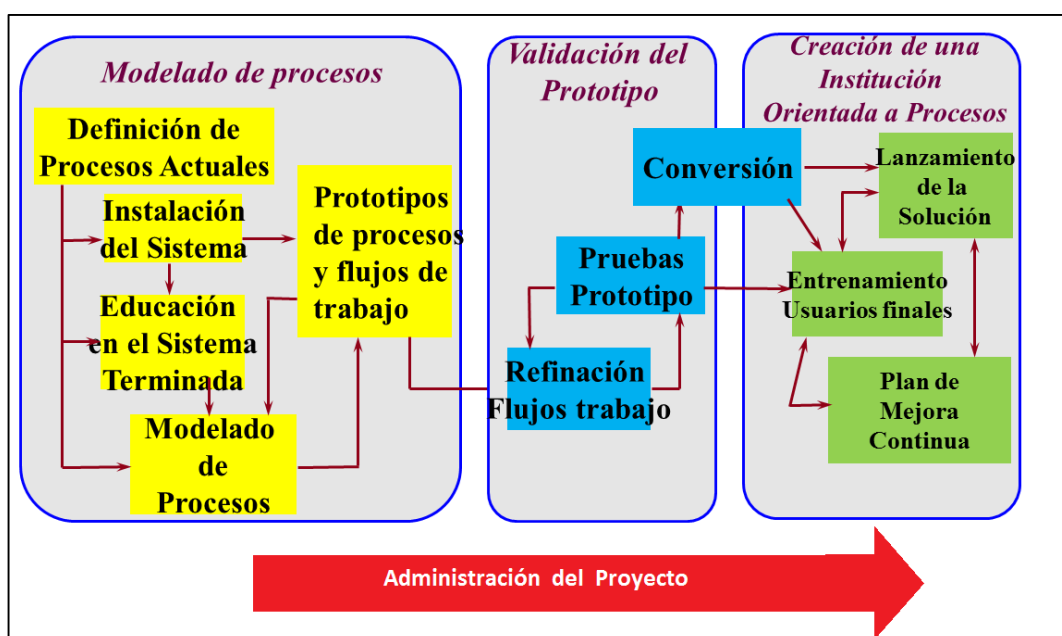 Modelado de procesos
Definición de
Procesos Actuales
Instalación
del Sistema
Educación
en el Sistema
Terminada
Modelado
de
Procesos
Prototipos
de procesos
y flujos de
trabajo
Validación del
Prototipo
Conversión
Pruebas
Prototipo
Refinación
Flujos trabajo
Creación de una
Institución
Orientada a Procesos
Lanzamiento
de la
Solución
Entrenamiento
Usuarios finales
Plan de
Mejora
Continua
Administración del Proyecto